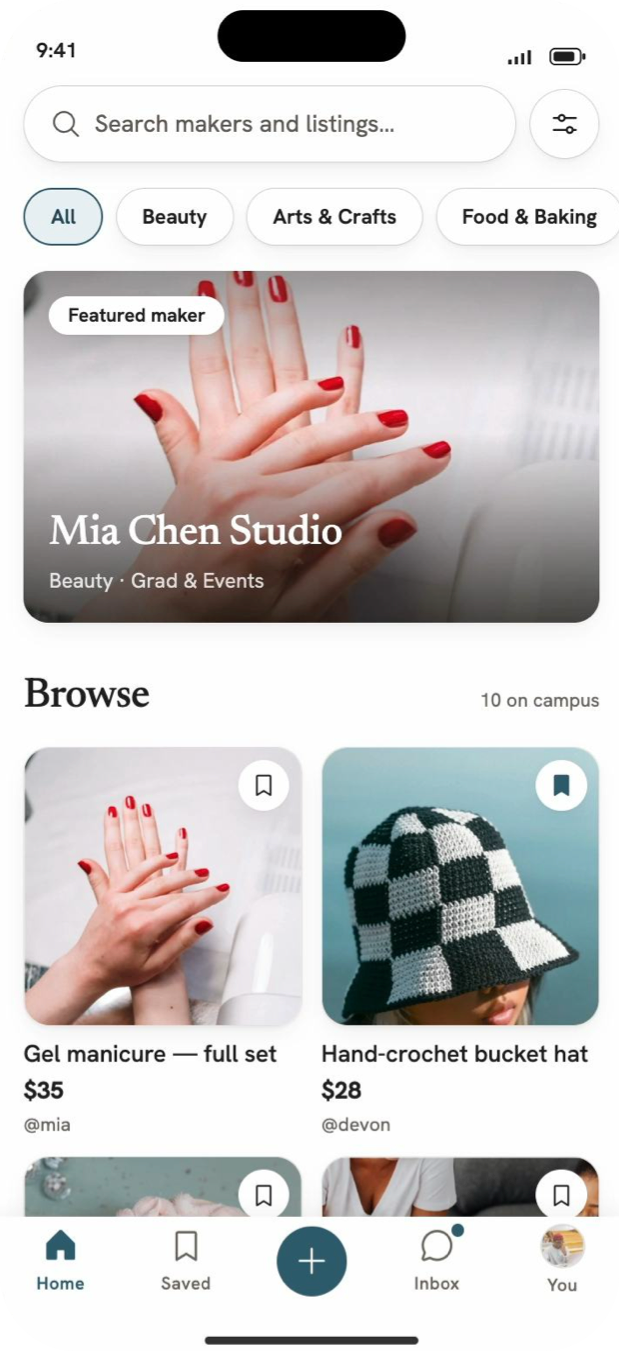 9:41
Search makers and listings...
All
Beauty
Arts & Crafts
Food & Baking
Featured maker
Mia Chen Studio
Beauty · Grad & Events
Browse
10 on campus
Gel manicure — full set
$35
@mia
Hand-crochet bucket hat
$28
@devon
Home
Saved
Inbox
You